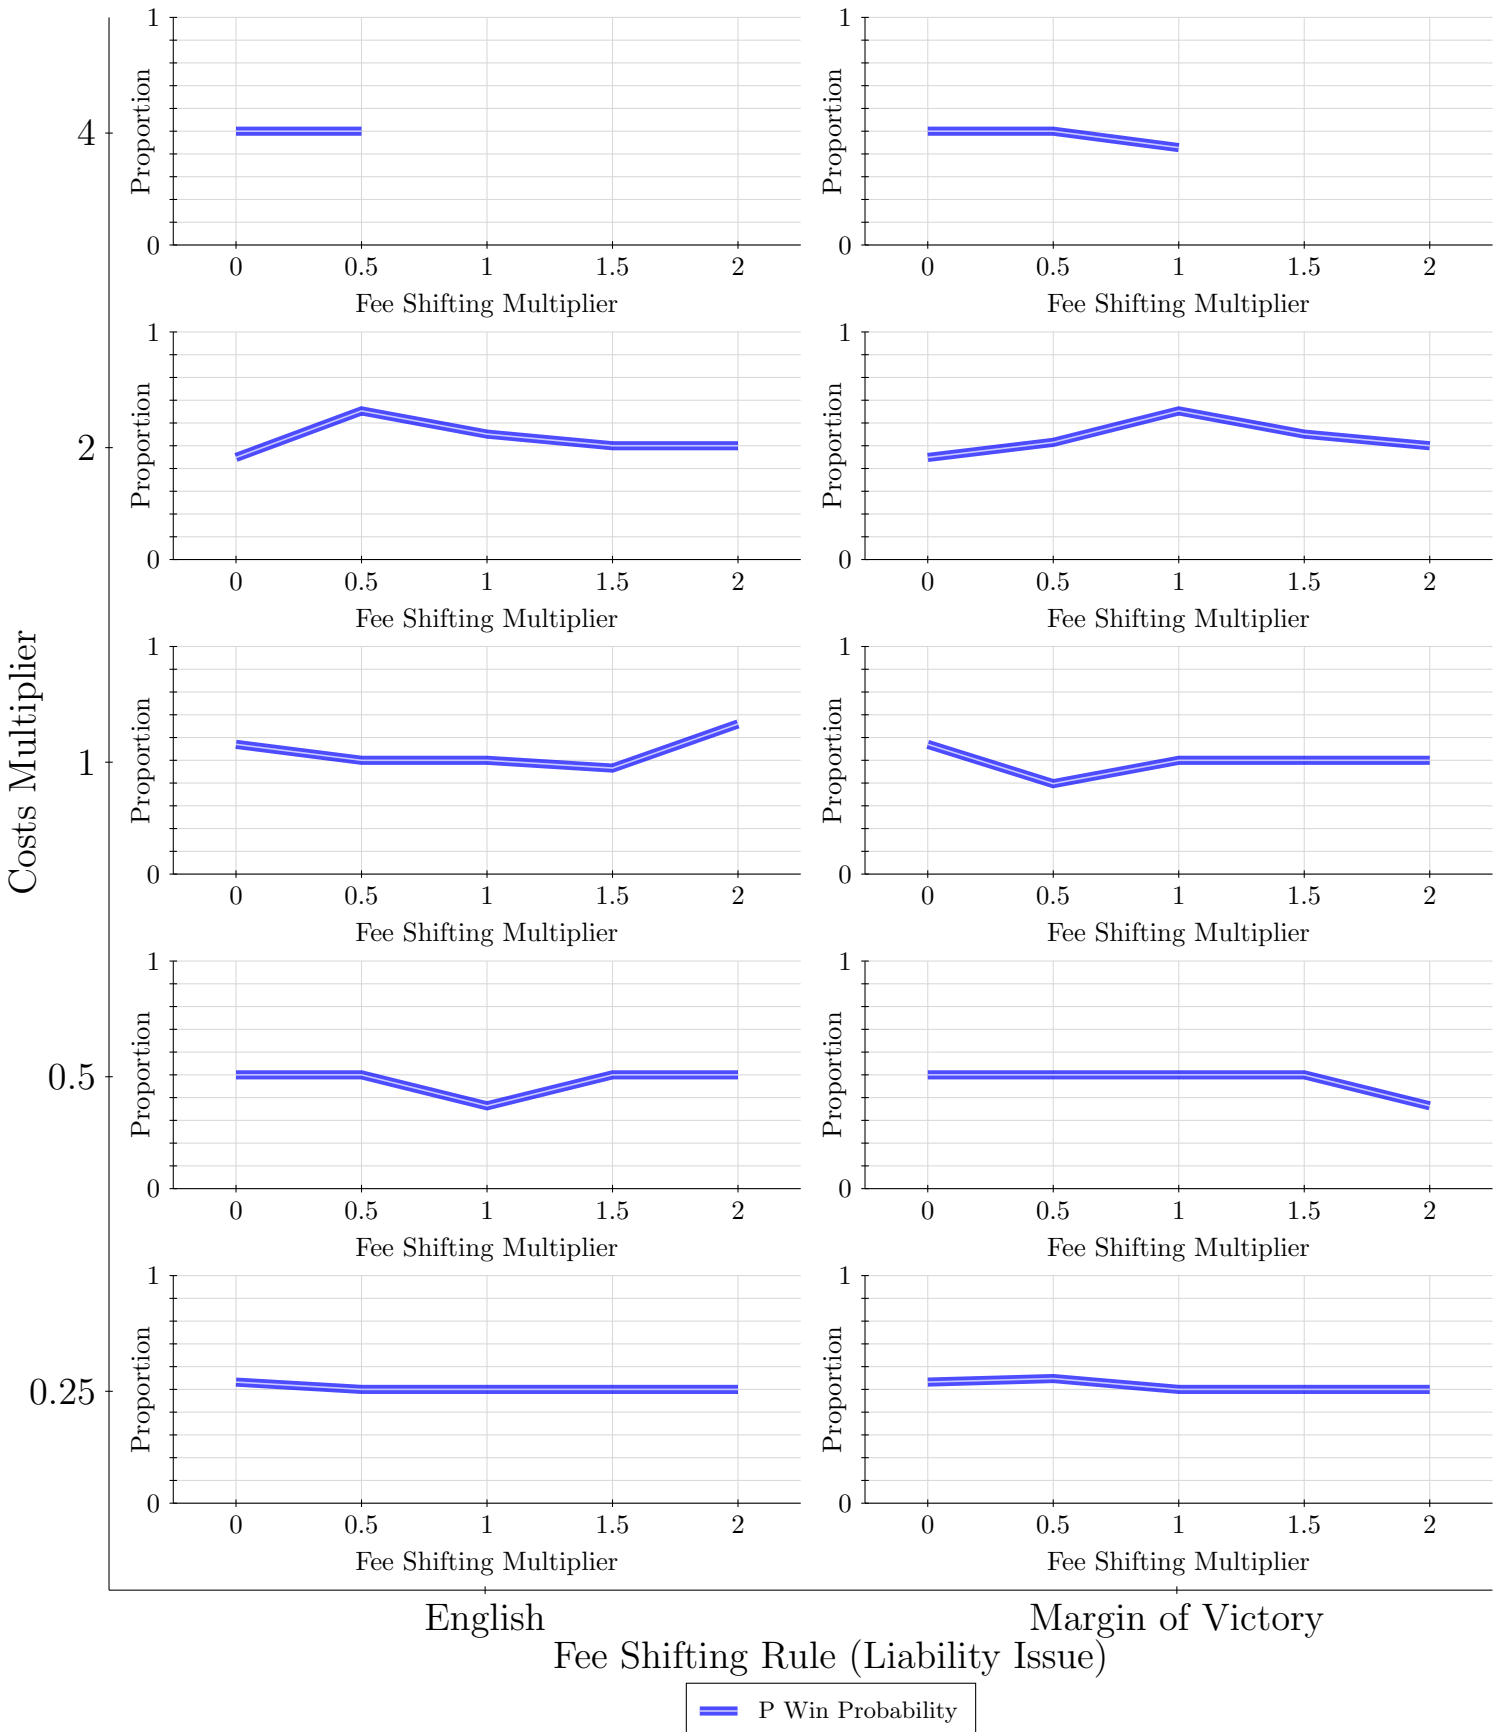 1
Proportion
0
0 0.5 1 1.5 2
Fee Shifting Multiplier
1
Proportion
0
0 0.5 1 1.5 2
Fee Shifting Multiplier
4
1
Proportion
0
0 0.5 1 1.5 2
Fee Shifting Multiplier
1
Proportion
0
0 0.5 1 1.5 2
Fee Shifting Multiplier
2
Costs Multiplier
1
Proportion
0
0 0.5 1 1.5 2
Fee Shifting Multiplier
1
Proportion
0
0 0.5 1 1.5 2
Fee Shifting Multiplier
1
1
Proportion
0
0 0.5 1 1.5 2
Fee Shifting Multiplier
1
Proportion
0
0 0.5 1 1.5 2
Fee Shifting Multiplier
0.5
1
Proportion
0
0 0.5 1 1.5 2
Fee Shifting Multiplier
1
Proportion
0
0 0.5 1 1.5 2
Fee Shifting Multiplier
0.25
English
Margin of Victory
Fee Shifting Rule (Liability Issue)
P Win Probability